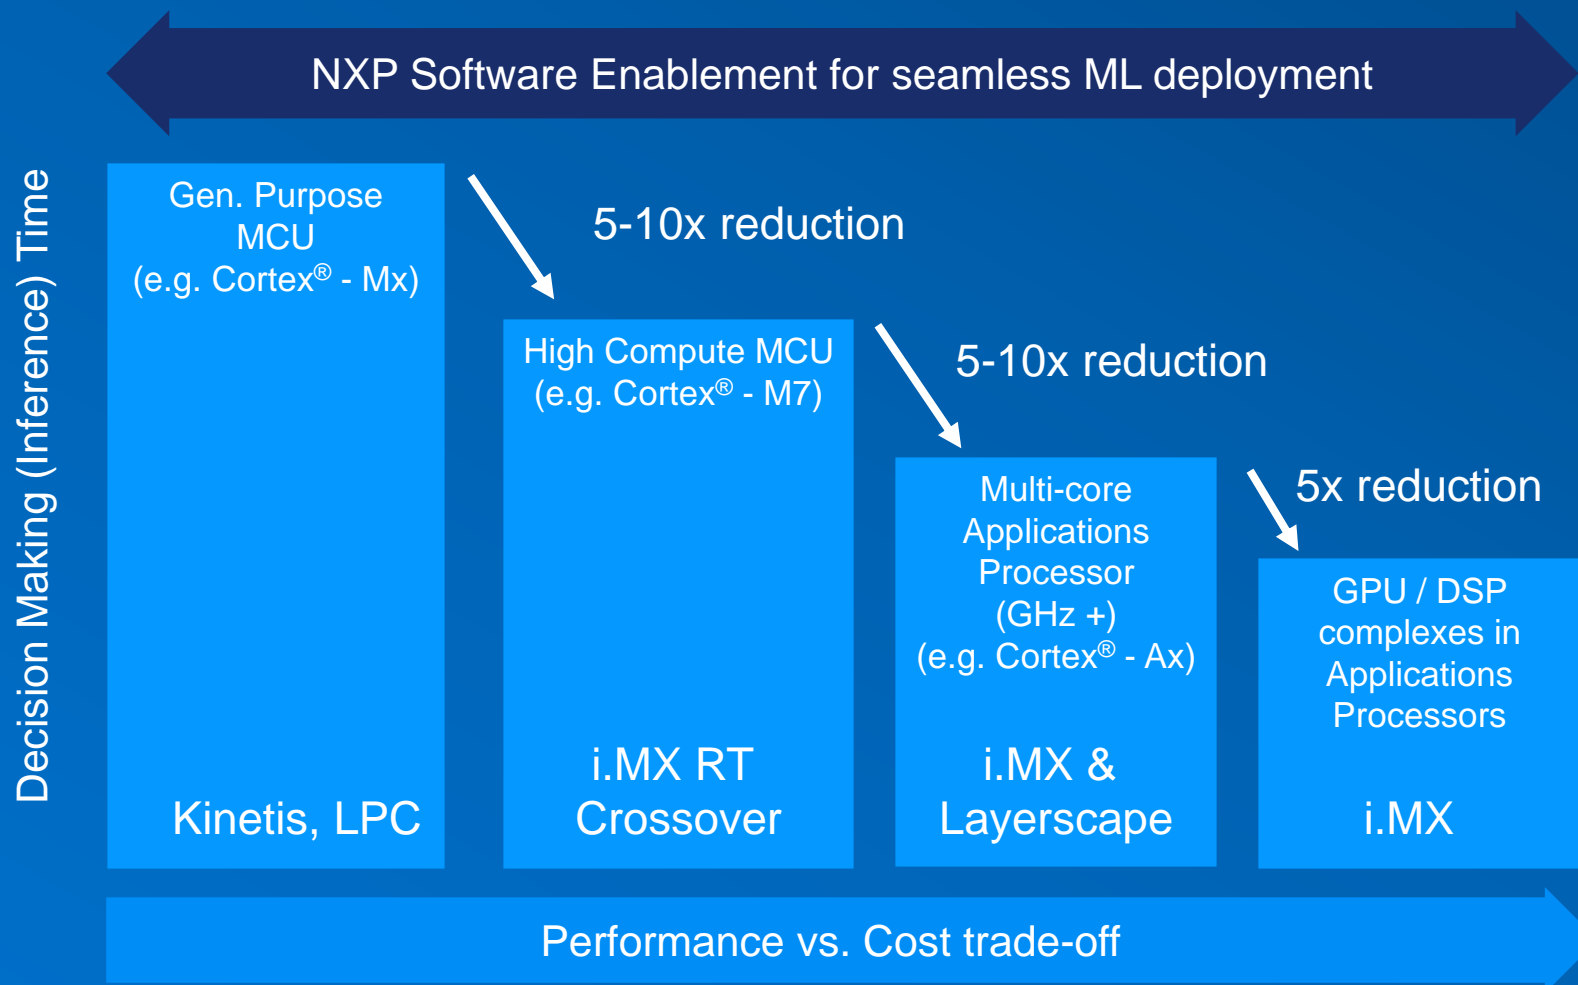 NXP Software Enablement for seamless ML deployment
Decision Making (Inference) Time
Gen. Purpose
MCU
(e.g. Cortex® - Mx)
Kinetis, LPC
5-10x reduction
High Compute MCU
(e.g. Cortex® - M7)
i.MX RT
Crossover
5-10x reduction
Multi-core
Applications
Processor
(GHz +)
(e.g. Cortex® - Ax)
i.MX &
Layerscape
5x reduction
GPU / DSP
complexes in
Applications
Processors
i.MX
Performance vs. Cost trade-off